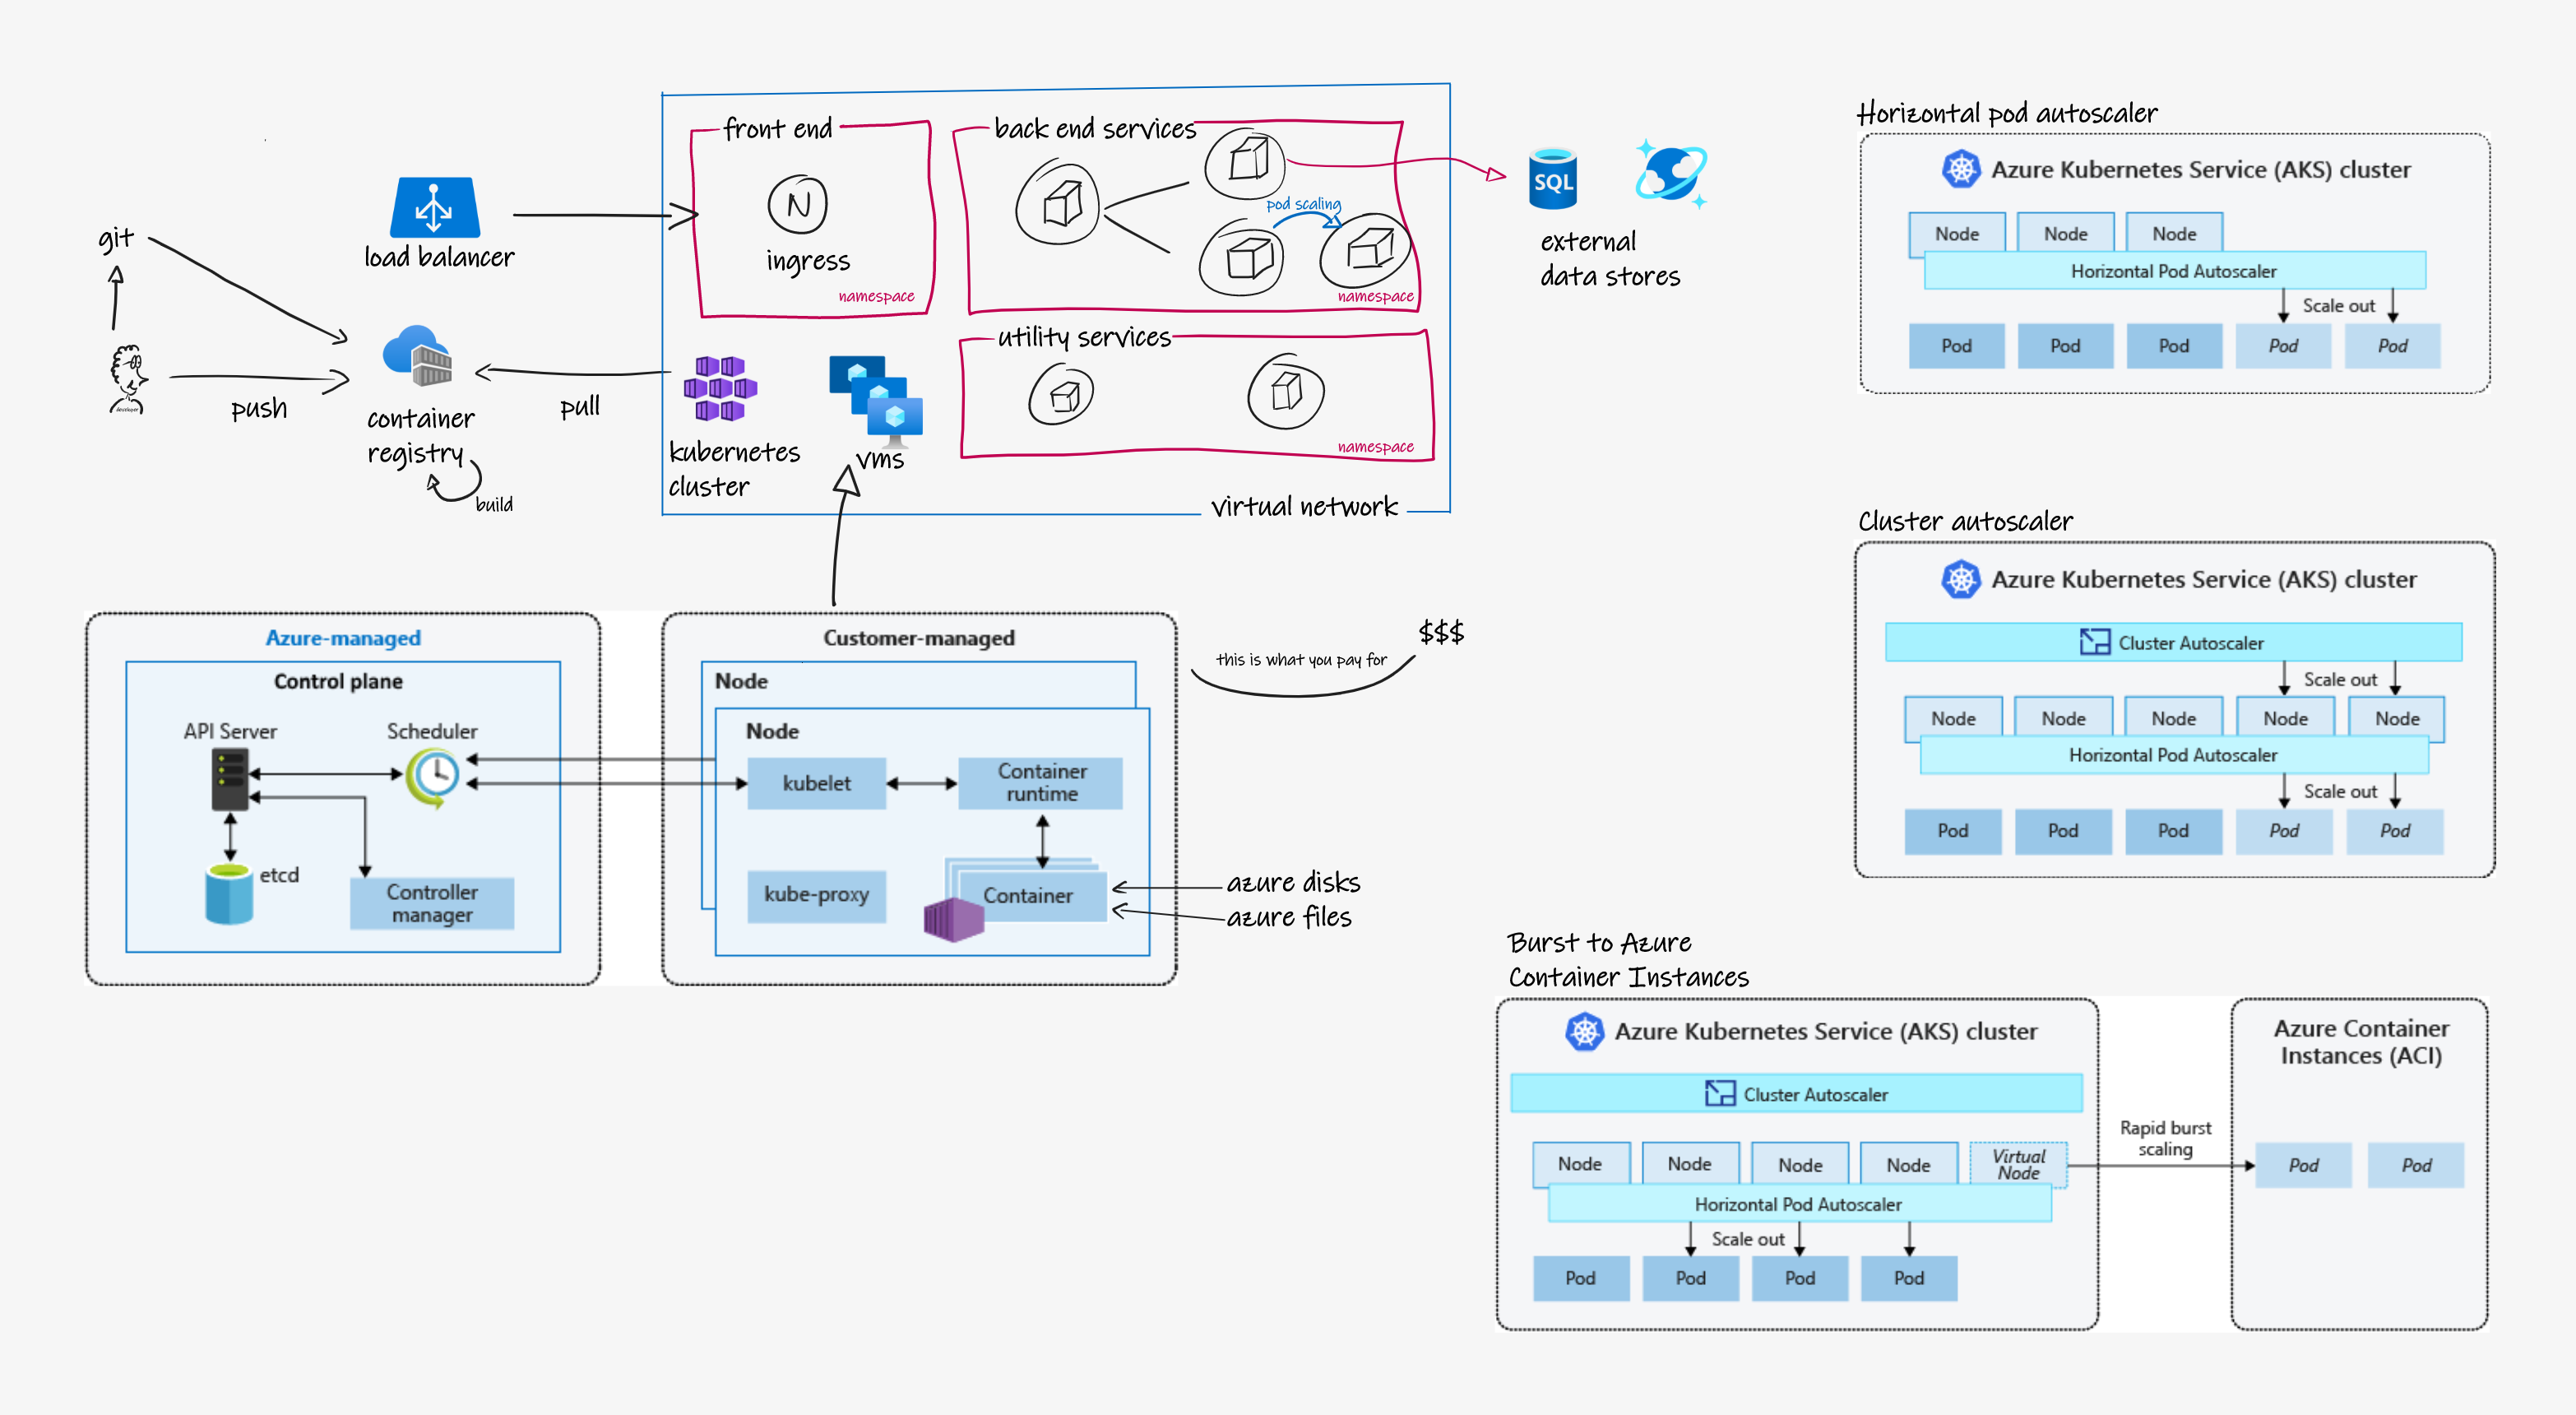 git
push
developer
load balancer
container
registry
build
pull
front end
N
ingress
namespace
back end services
pod scaling
namespace
utility services
namespace
kubernetes
cluster
vms
virtual network
SQL
external
data stores
Azure-managed
Control plane
API Server
Scheduler
etcd
Controller
manager
Customer-managed
Node
Node
kubelet
Container
runtime
kube-proxy
Container
this is what you pay for
$$$
azure disks
azure files
Horizontal pod autoscaler
Azure Kubernetes Service (AKS) cluster
Node Node Node
Horizontal Pod Autoscaler
Scale out
Pod Pod Pod Pod Pod
Cluster autoscaler
Azure Kubernetes Service (AKS) cluster
Cluster Autoscaler
Scale out
Node Node Node Node Node
Horizontal Pod Autoscaler
Scale out
Pod Pod Pod Pod Pod
Burst to Azure
Container Instances
Azure Kubernetes Service (AKS) cluster
Cluster Autoscaler
Node Node Node Node Virtual
Node
Horizontal Pod Autoscaler
Scale out
Pod Pod Pod Pod
Rapid burst
scaling
Azure Container
Instances (ACI)
Pod Pod